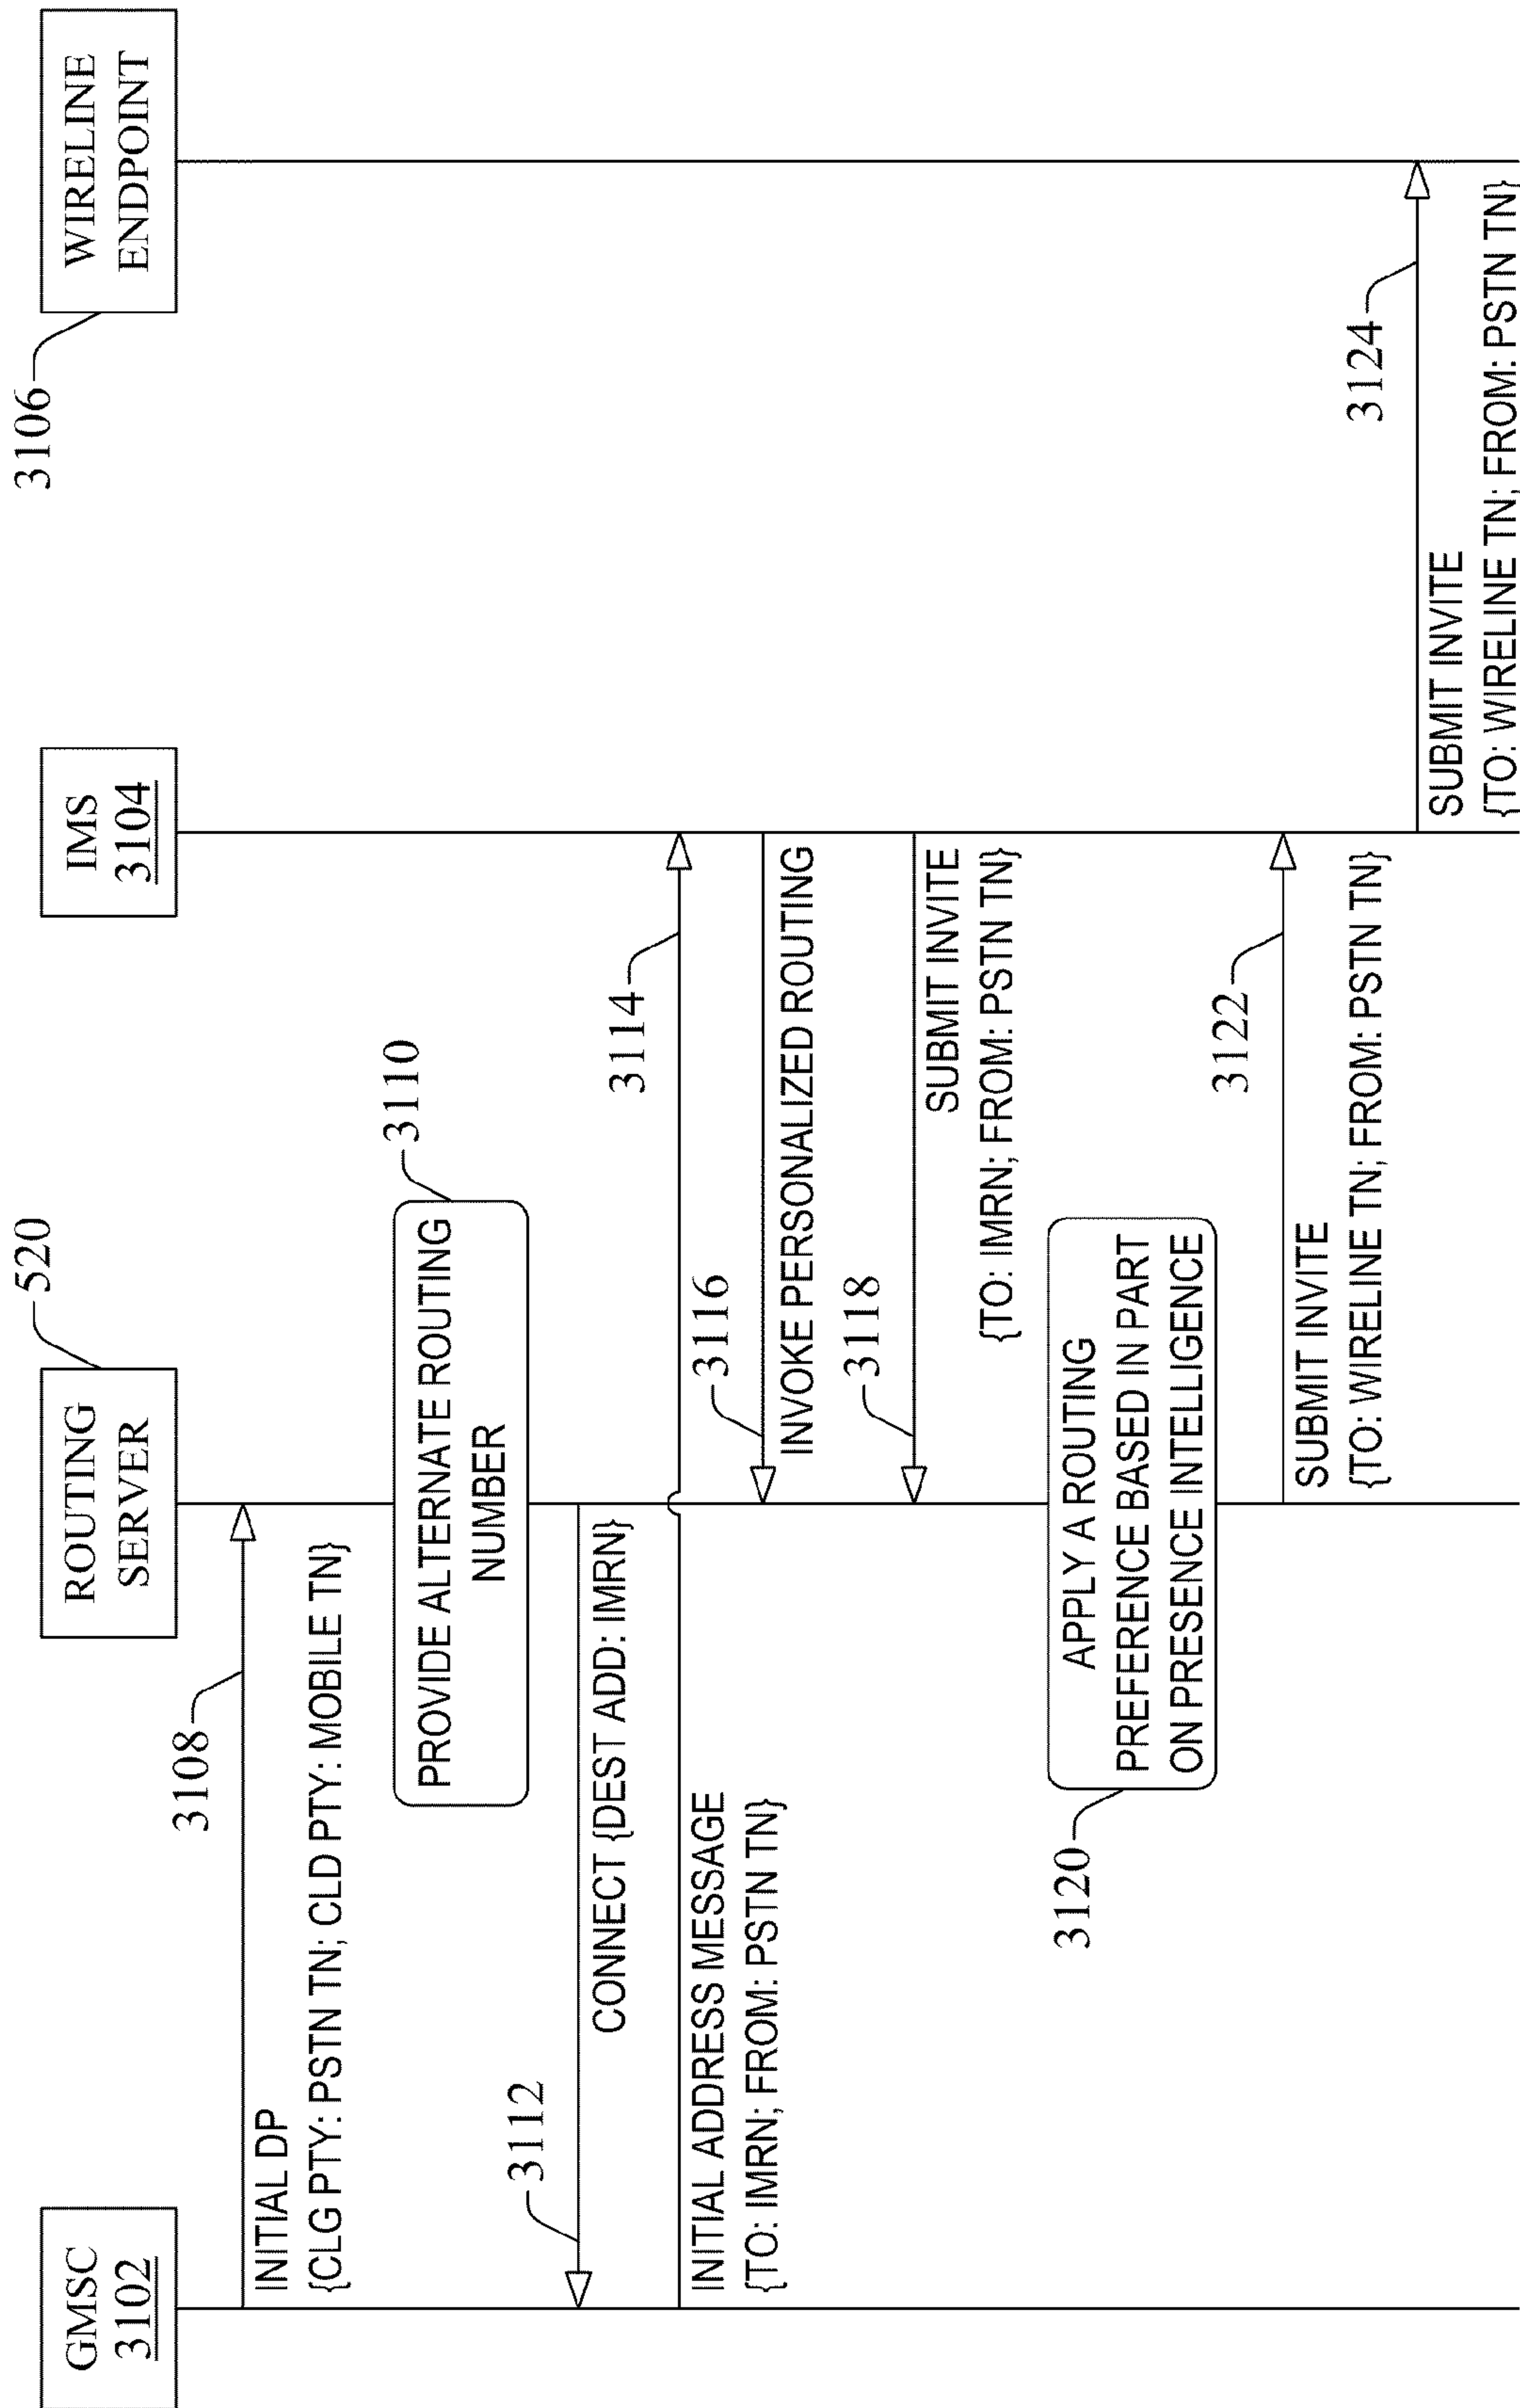 GMSC
3102
ROUTING
SERVER
520
IMS
3104
WIRELINE
ENDPOINT
3106
3108
INITIAL DP
{CLG PTY: PSTN TN; CLD PTY: MOBILE TN}
PROVIDE ALTERNATE ROUTING
NUMBER
3110
3112
CONNECT {DEST ADD: IMRN}
3114
INITIAL ADDRESS MESSAGE
{TO: IMRN; FROM: PSTN TN}
3116
INVOKE PERSONALIZED ROUTING
3118
SUBMIT INVITE
{TO: IMRN; FROM: PSTN TN}
APPLY A ROUTING
PREFERENCE BASED IN PART
ON PRESENCE INTELLIGENCE
3120
3122
SUBMIT INVITE
{TO: WIRELINE TN; FROM: PSTN TN}
3124
SUBMIT INVITE
{TO: WIRELINE TN; FROM: PSTN TN}